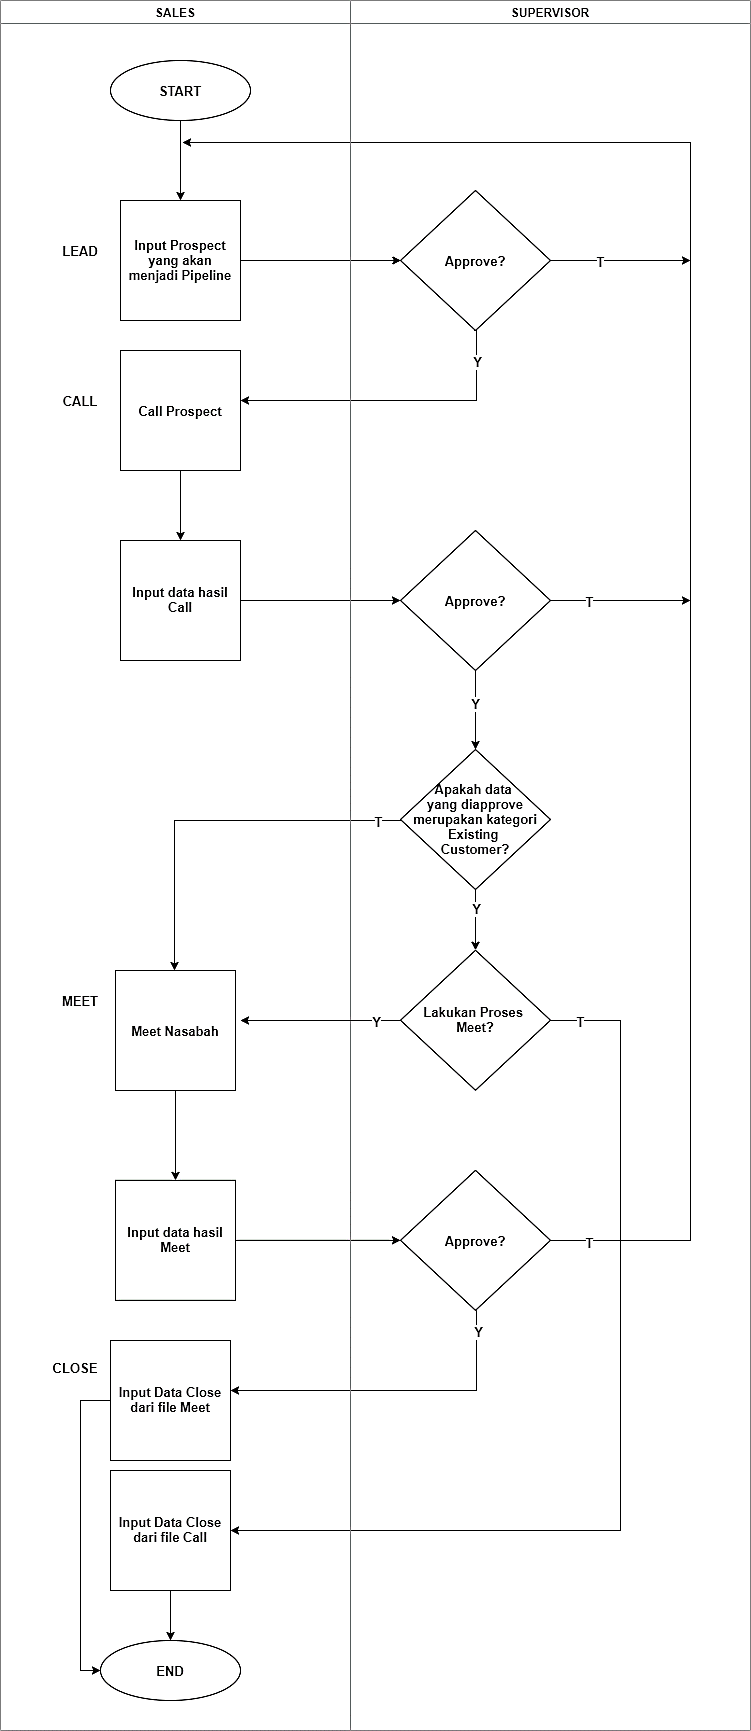 SALES
SUPERVISOR
START
LEAD
Input Prospect
yang akan
menjadi Pipeline
Approve?
T
Y
CALL
Call Prospect
Input data hasil
Call
Approve?
T
Y
Apakah data
yang diapprove
merupakan kategori
Existing
Customer?
T
Y
MEET
Meet Nasabah
Y
Lakukan Proses
Meet?
T
Input data hasil
Meet
Approve?
T
Y
CLOSE
Input Data Close
dari file Meet
Input Data Close
dari file Call
END